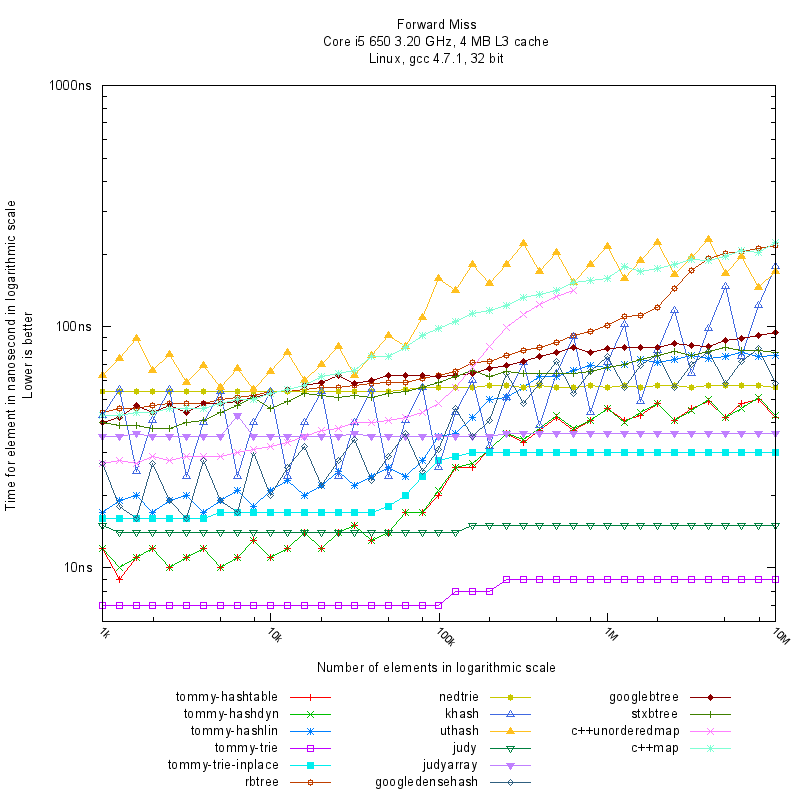 Forward Miss
Core i5 650 3.20 GHz, 4 MB L3 cache
Linux, gcc 4.7.1, 32 bit
Time for element in nanosecond in logarithmic scale
Lower is better
1000ns
100ns
10ns
1k
10k
100k
1M
10M
Number of elements in logarithmic scale
tommy-hashtable
tommy-hashdyn
tommy-hashlin
tommy-trie
tommy-trie-inplace
rbtree
nedtrie
khash
uthash
judy
judyarray
googledensehash
googlebtree
stxbtree
c++unorderedmap
c++map